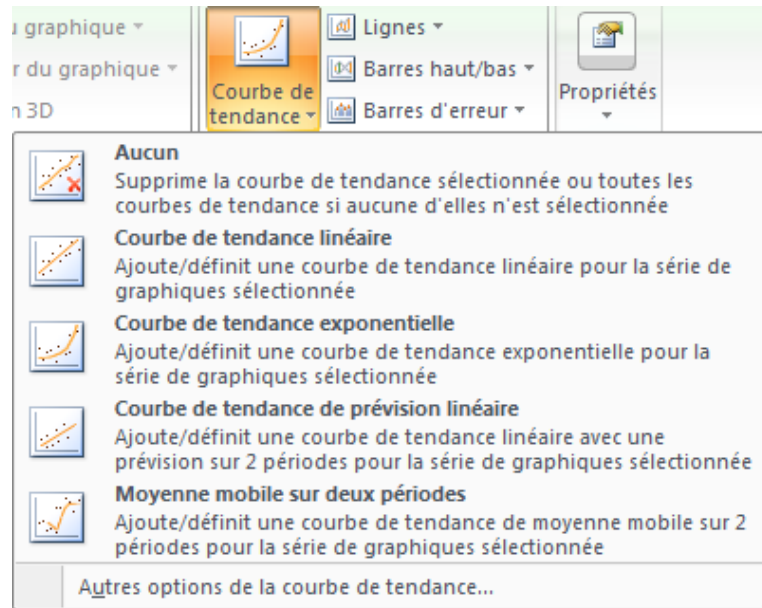 u graphique
Lignes
r du graphique
Barres haut/bas
n 3D
Courbe de
tendance
Barres d'erreur
Propriétés
Aucun
Supprime la courbe de tendance sélectionnée ou toutes les
courbes de tendance si aucune d'elles n'est sélectionnée
Courbe de tendance linéaire
Ajoute/définit une courbe de tendance linéaire pour la série de
graphiques sélectionnée
Courbe de tendance exponentielle
Ajoute/définit une courbe de tendance exponentielle pour la
série de graphiques sélectionnée
Courbe de tendance de prévision linéaire
Ajoute/définit une courbe de tendance linéaire avec une
prévision sur 2 périodes pour la série de graphiques sélectionnée
Moyenne mobile sur deux périodes
Ajoute/définit une courbe de tendance de moyenne mobile sur 2
périodes pour la série de graphiques sélectionnée
Autres options de la courbe de tendance...